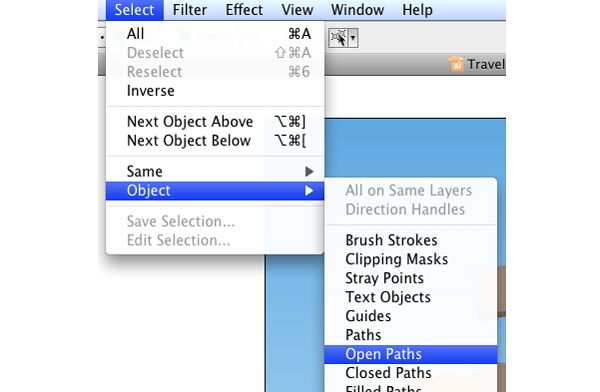 Select Filter Effect View Window Help
All ⌘A
Deselect ⇧⌘A
Reselect ⌘6
Inverse
Travel
Next Object Above ⌥⌘]
Next Object Below ⌥⌘[
Same
Object
Save Selection...
Edit Selection...
All on Same Layers
Direction Handles
Brush Strokes
Clipping Masks
Stray Points
Text Objects
Guides
Paths
Open Paths
Closed Paths
Filled Paths